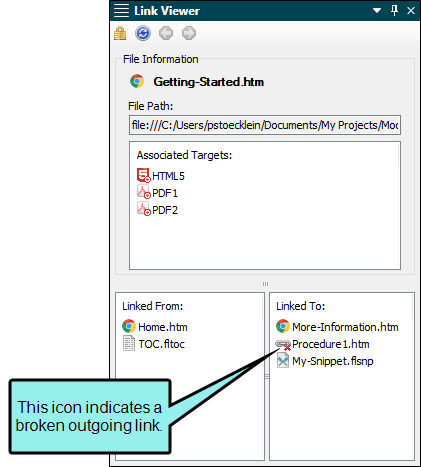 Link Viewer
File Information
Getting-Started.htm
File Path:
file:///C:/Users/pstoecklein/Documents/My Projects/Moc
Associated Targets:
HTML5
PDF1
PDF2
Linked From:
Home.htm
TOC.fltoc
Linked To:
More-Information.htm
Procedure1.htm
My-Snippet.flsnp
This icon indicates a
broken outgoing link.